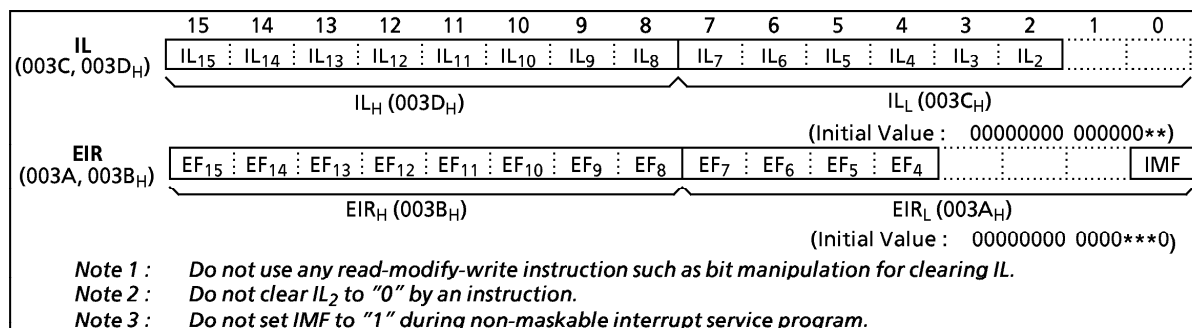 15 14 13 12 11 10 9 8 7 6 5 4 3 2 1 0
IL
(003C, 003DH)
IL15 IL14 IL13 IL12 IL11 IL10 IL9 IL8 IL7 IL6 IL5 IL4 IL3 IL2
ILH (003DH) ILL (003CH)
(Initial Value : 00000000 000000**)
EIR
(003A, 003BH)
EF15 EF14 EF13 EF12 EF11 EF10 EF9 EF8 EF7 EF6 EF5 EF4 IMF
EIRH (003BH) EIRL (003AH)
(Initial Value : 00000000 0000***0)
Note 1 : Do not use any read-modify-write instruction such as bit manipulation for clearing IL.
Note 2 : Do not clear IL2 to "0" by an instruction.
Note 3 : Do not set IMF to "1" during non-maskable interrupt service program.